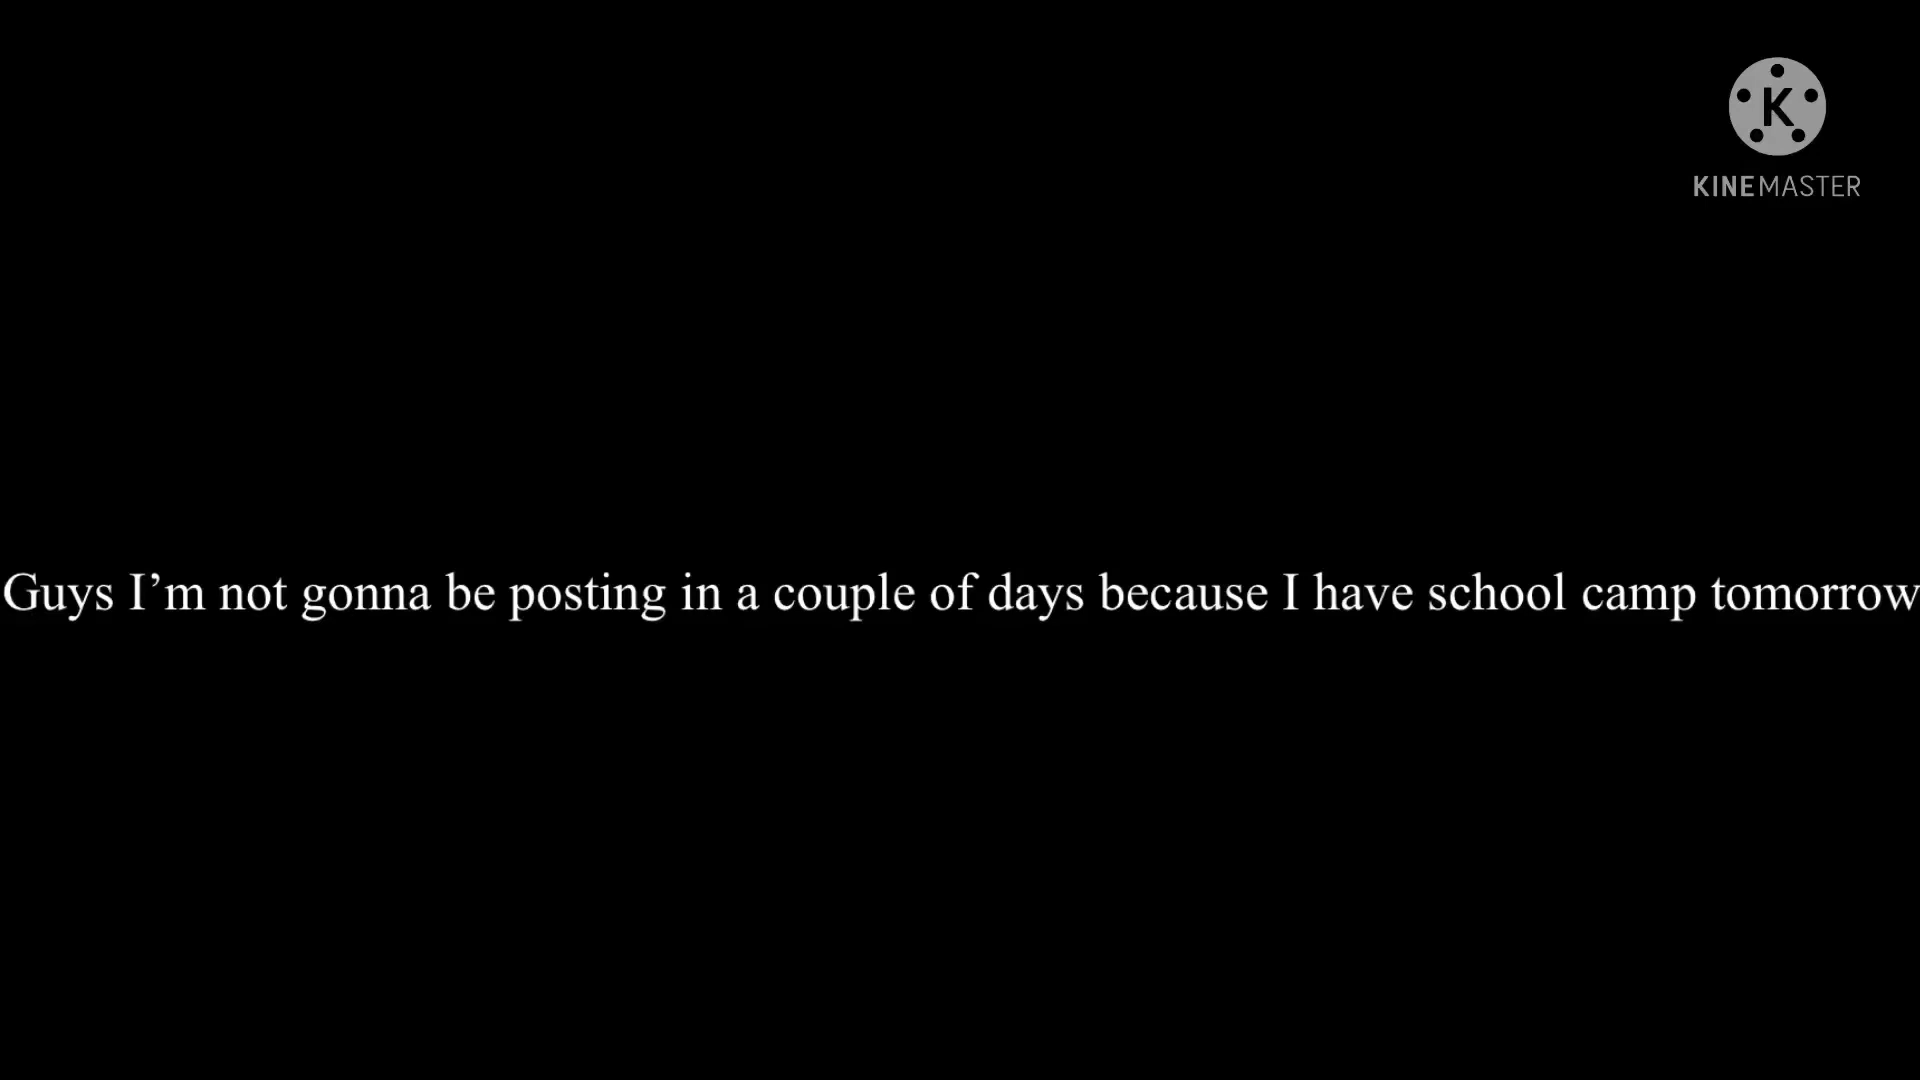 K
KINEMASTER
Guys I’m not gonna be posting in a couple of days because I have school camp tomorrow